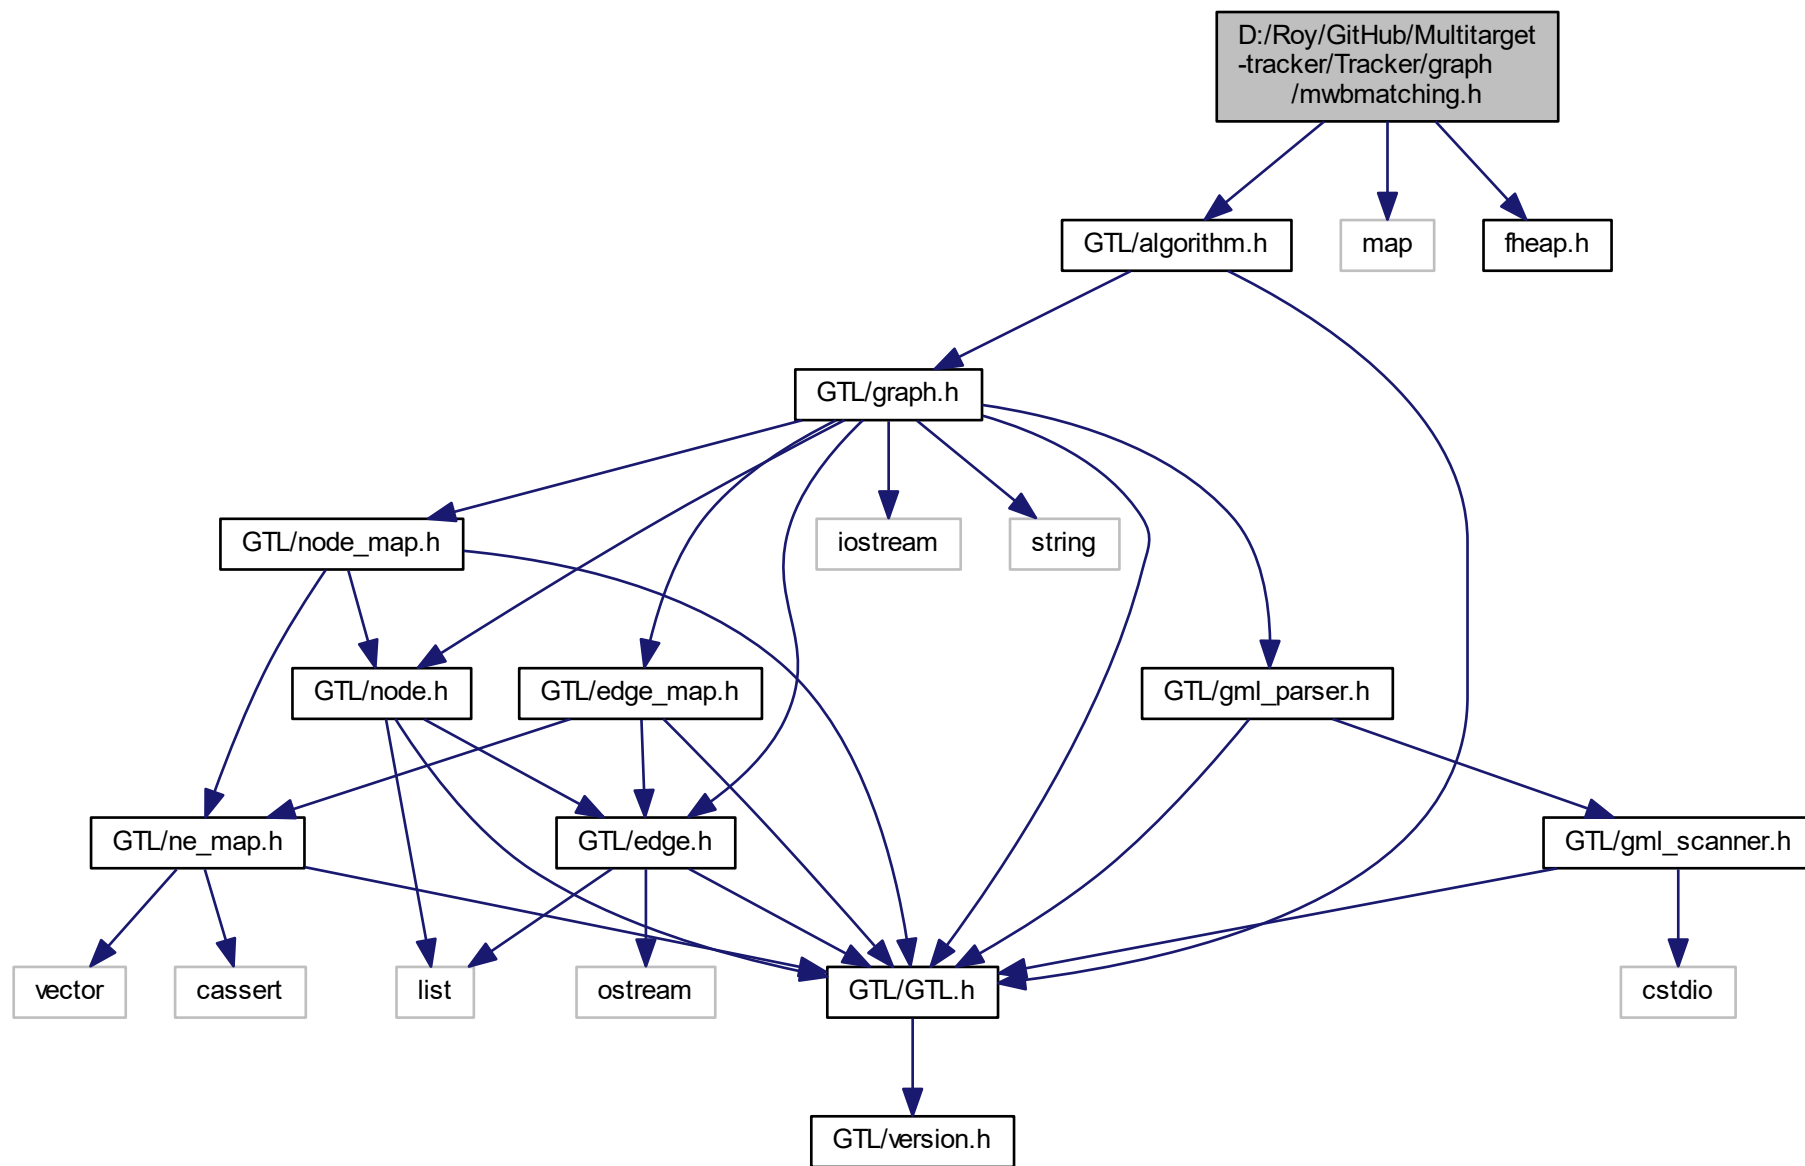 D:/Roy/GitHub/Multitarget
-tracker/Tracker/graph
/mwbmatching.h
GTL/algorithm.h
map
fheap.h
GTL/graph.h
GTL/node_map.h
iostream
string
GTL/node.h
GTL/edge_map.h
GTL/gml_parser.h
GTL/ne_map.h
GTL/edge.h
GTL/gml_scanner.h
vector
cassert
list
ostream
GTL/GTL.h
cstdio
GTL/version.h